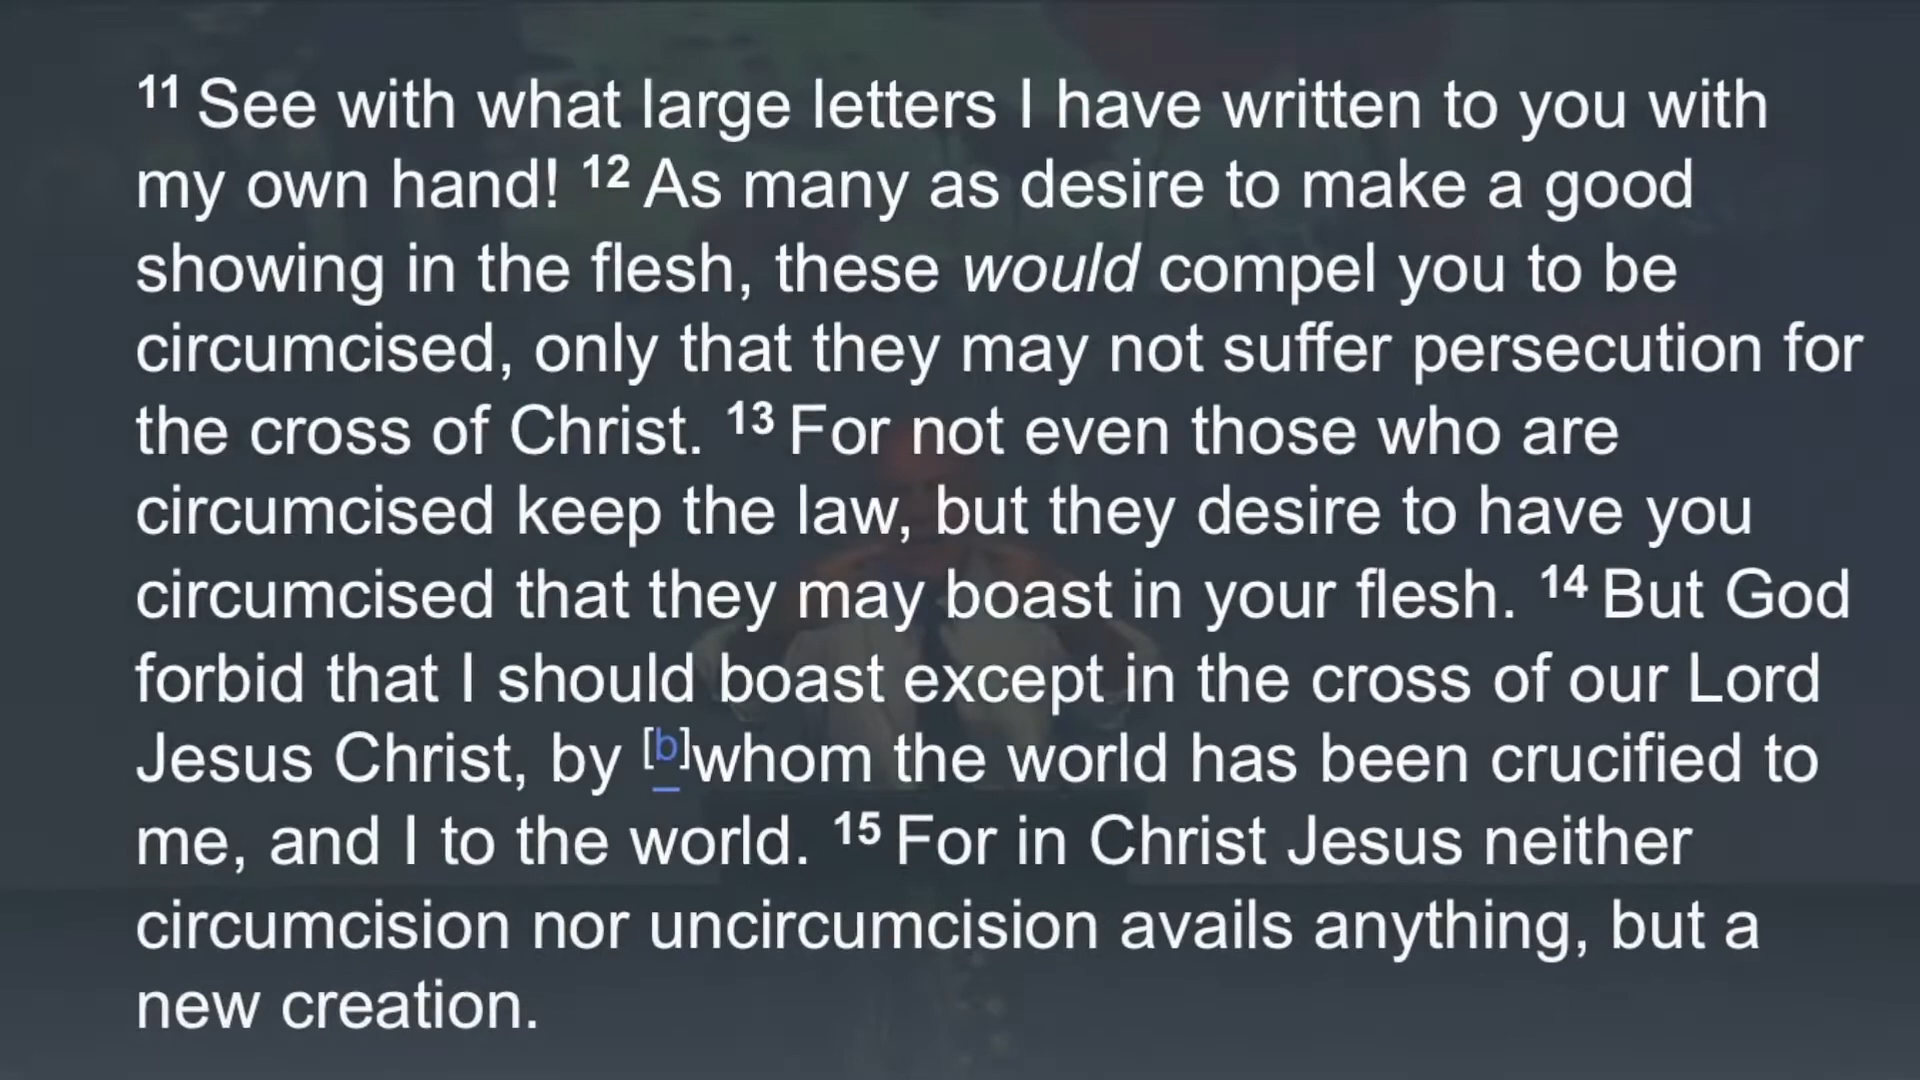 11 See with what large letters I have written to you with
my own hand! 12 As many as desire to make a good
showing in the flesh, these would compel you to be
circumcised, only that they may not suffer persecution for
the cross of Christ. 13 For not even those who are
circumcised keep the law, but they desire to have you
circumcised that they may boast in your flesh. 14 But God
forbid that I should boast except in the cross of our Lord
Jesus Christ, by [b]whom the world has been crucified to
me, and I to the world. 15 For in Christ Jesus neither
circumcision nor uncircumcision avails anything, but a
new creation.